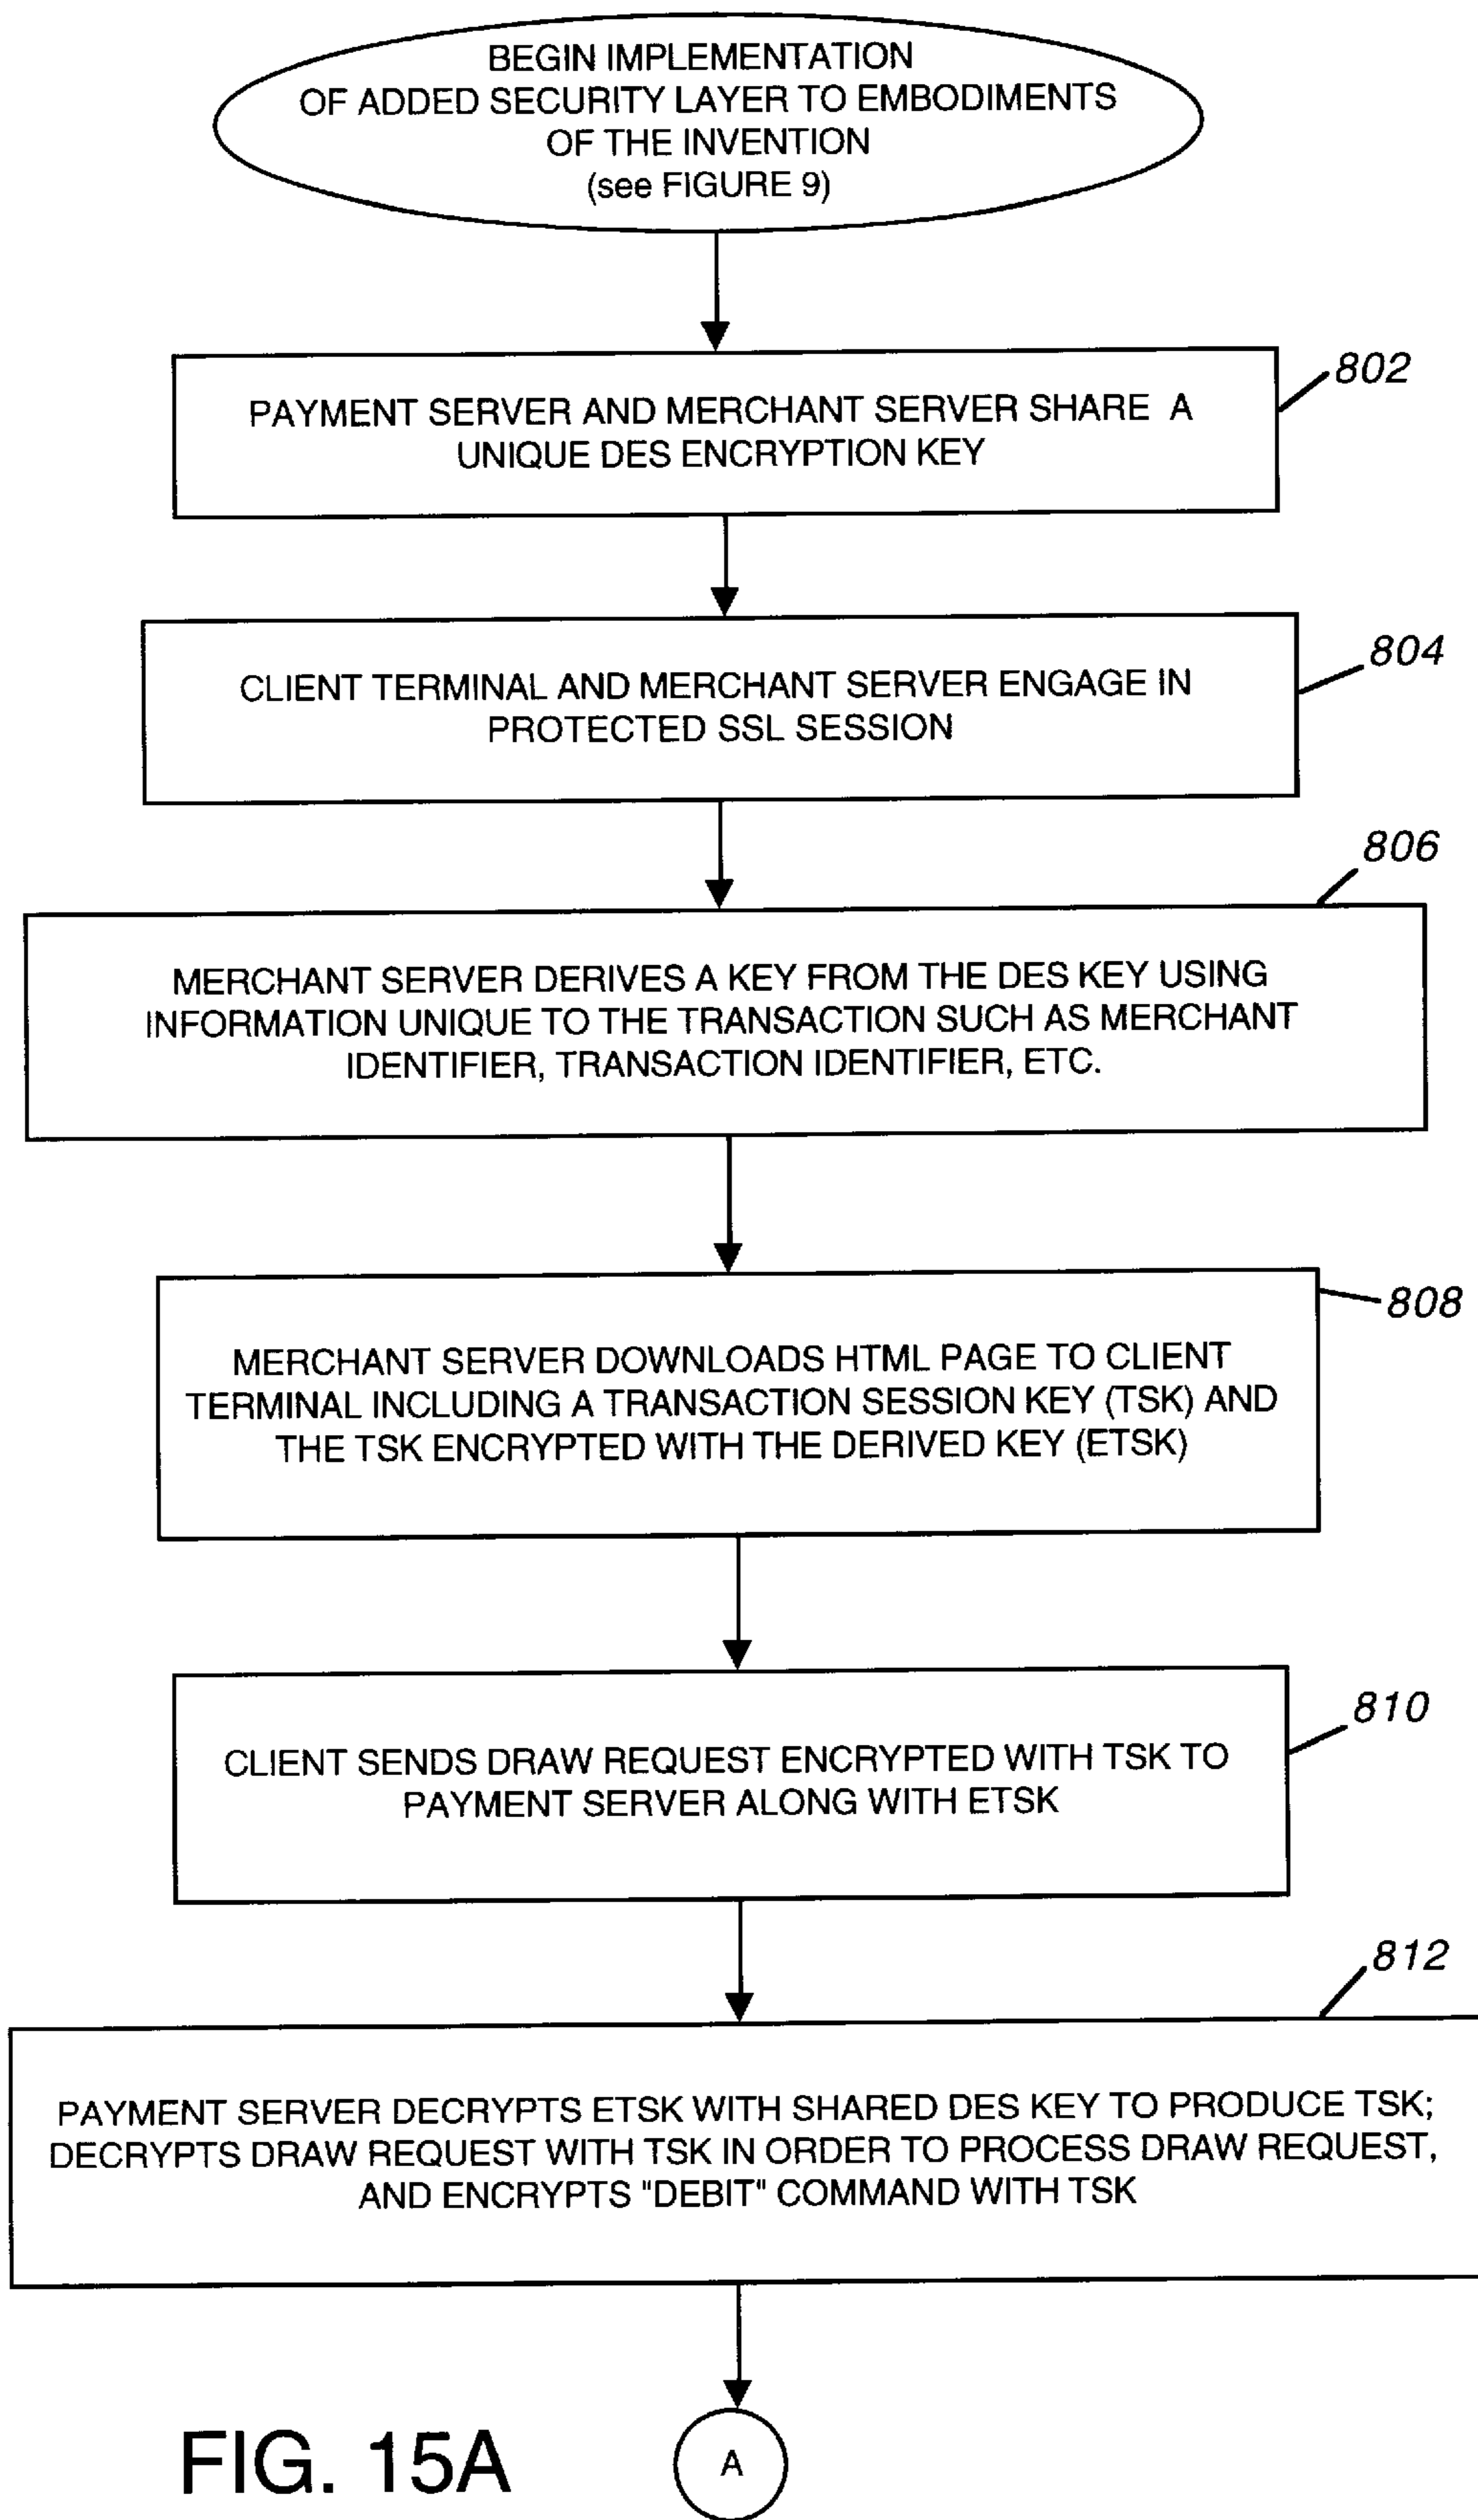 BEGIN IMPLEMENTATION
OF ADDED SECURITY LAYER TO EMBODIMENTS
OF THE INVENTION
(see FIGURE 9)
802
PAYMENT SERVER AND MERCHANT SERVER SHARE A
UNIQUE DES ENCRYPTION KEY
804
CLIENT TERMINAL AND MERCHANT SERVER ENGAGE IN
PROTECTED SSL SESSION
806
MERCHANT SERVER DERIVES A KEY FROM THE DES KEY USING
INFORMATION UNIQUE TO THE TRANSACTION SUCH AS MERCHANT
IDENTIFIER, TRANSACTION IDENTIFIER, ETC.
808
MERCHANT SERVER DOWNLOADS HTML PAGE TO CLIENT
TERMINAL INCLUDING A TRANSACTION SESSION KEY (TSK) AND
THE TSK ENCRYPTED WITH THE DERIVED KEY (ETSK)
810
CLIENT SENDS DRAW REQUEST ENCRYPTED WITH TSK TO
PAYMENT SERVER ALONG WITH ETSK
812
PAYMENT SERVER DECRYPTS ETSK WITH SHARED DES KEY TO PRODUCE TSK;
DECRYPTS DRAW REQUEST WITH TSK IN ORDER TO PROCESS DRAW REQUEST,
AND ENCRYPTS "DEBIT" COMMAND WITH TSK
FIG. 15A
A